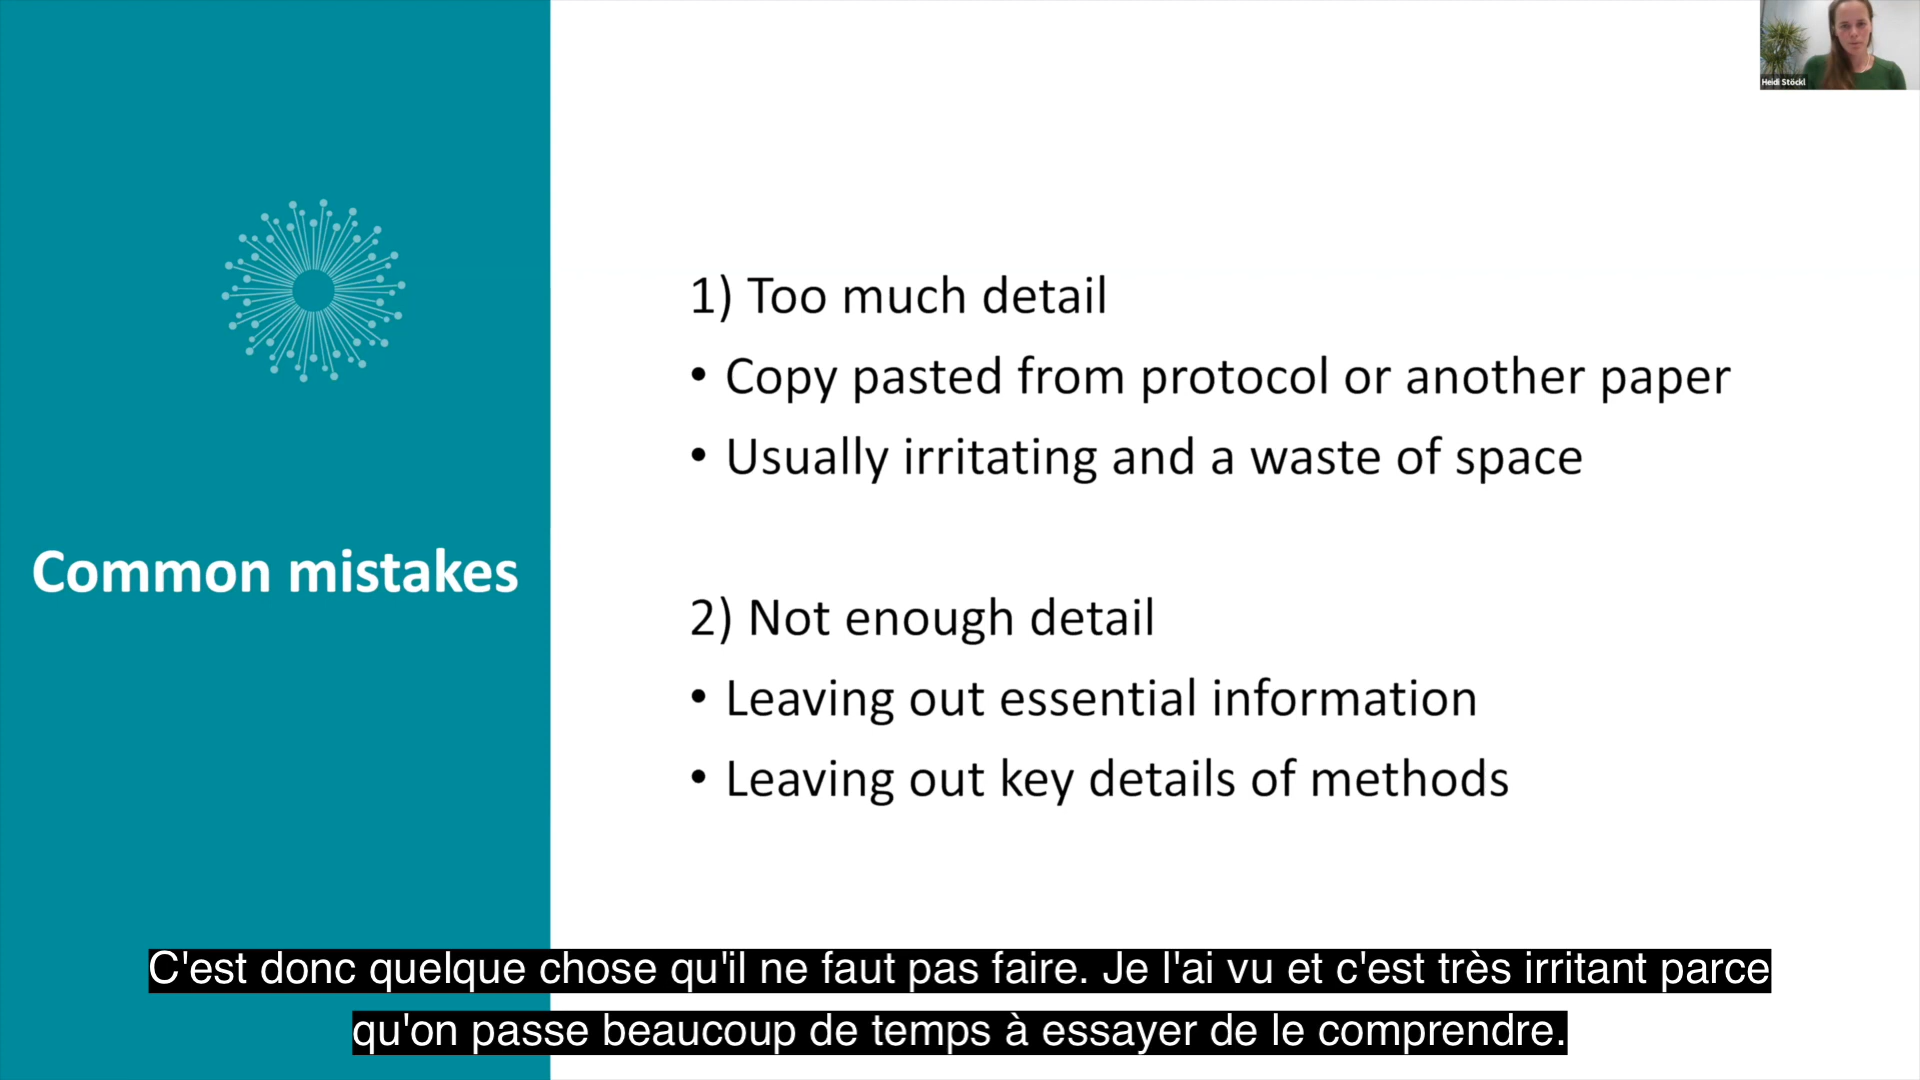 Heidi Stöckl
Common mistakes
1) Too much detail
• Copy pasted from protocol or another paper
• Usually irritating and a waste of space
2) Not enough detail
• Leaving out essential information
• Leaving out key details of methods
C'est donc quelque chose qu'il ne faut pas faire. Je l'ai vu et c'est très irritant parce
qu'on passe beaucoup de temps à essayer de le comprendre.